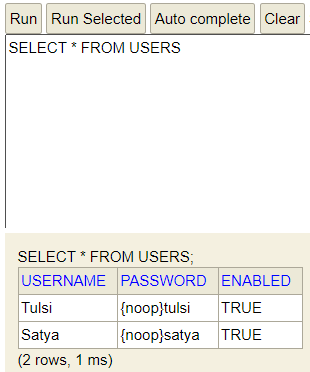 Run Run Selected Auto complete Clear
SELECT * FROM USERS
SELECT * FROM USERS;
USERNAME PASSWORD ENABLED
Tulsi {noop}tulsi TRUE
Satya {noop}satya TRUE
(2 rows, 1 ms)